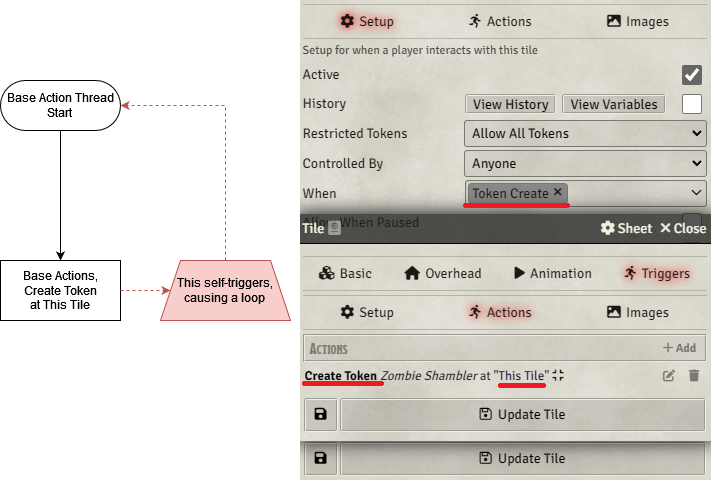 Base Action Thread
Start
Base Actions,
Create Token
at This Tile
This self-triggers,
causing a loop
Setup Actions Images
Setup for when a player interacts with this tile
Active
History View History View Variables
Restricted Tokens Allow All Tokens
Controlled By Anyone
When Token Create ×
Allow When Paused
Tile Sheet × Close
Basic Overhead Animation Triggers
Setup Actions Images
ACTIONS + Add
Create Token Zombie Shambler at "This Tile"
Update Tile
Update Tile